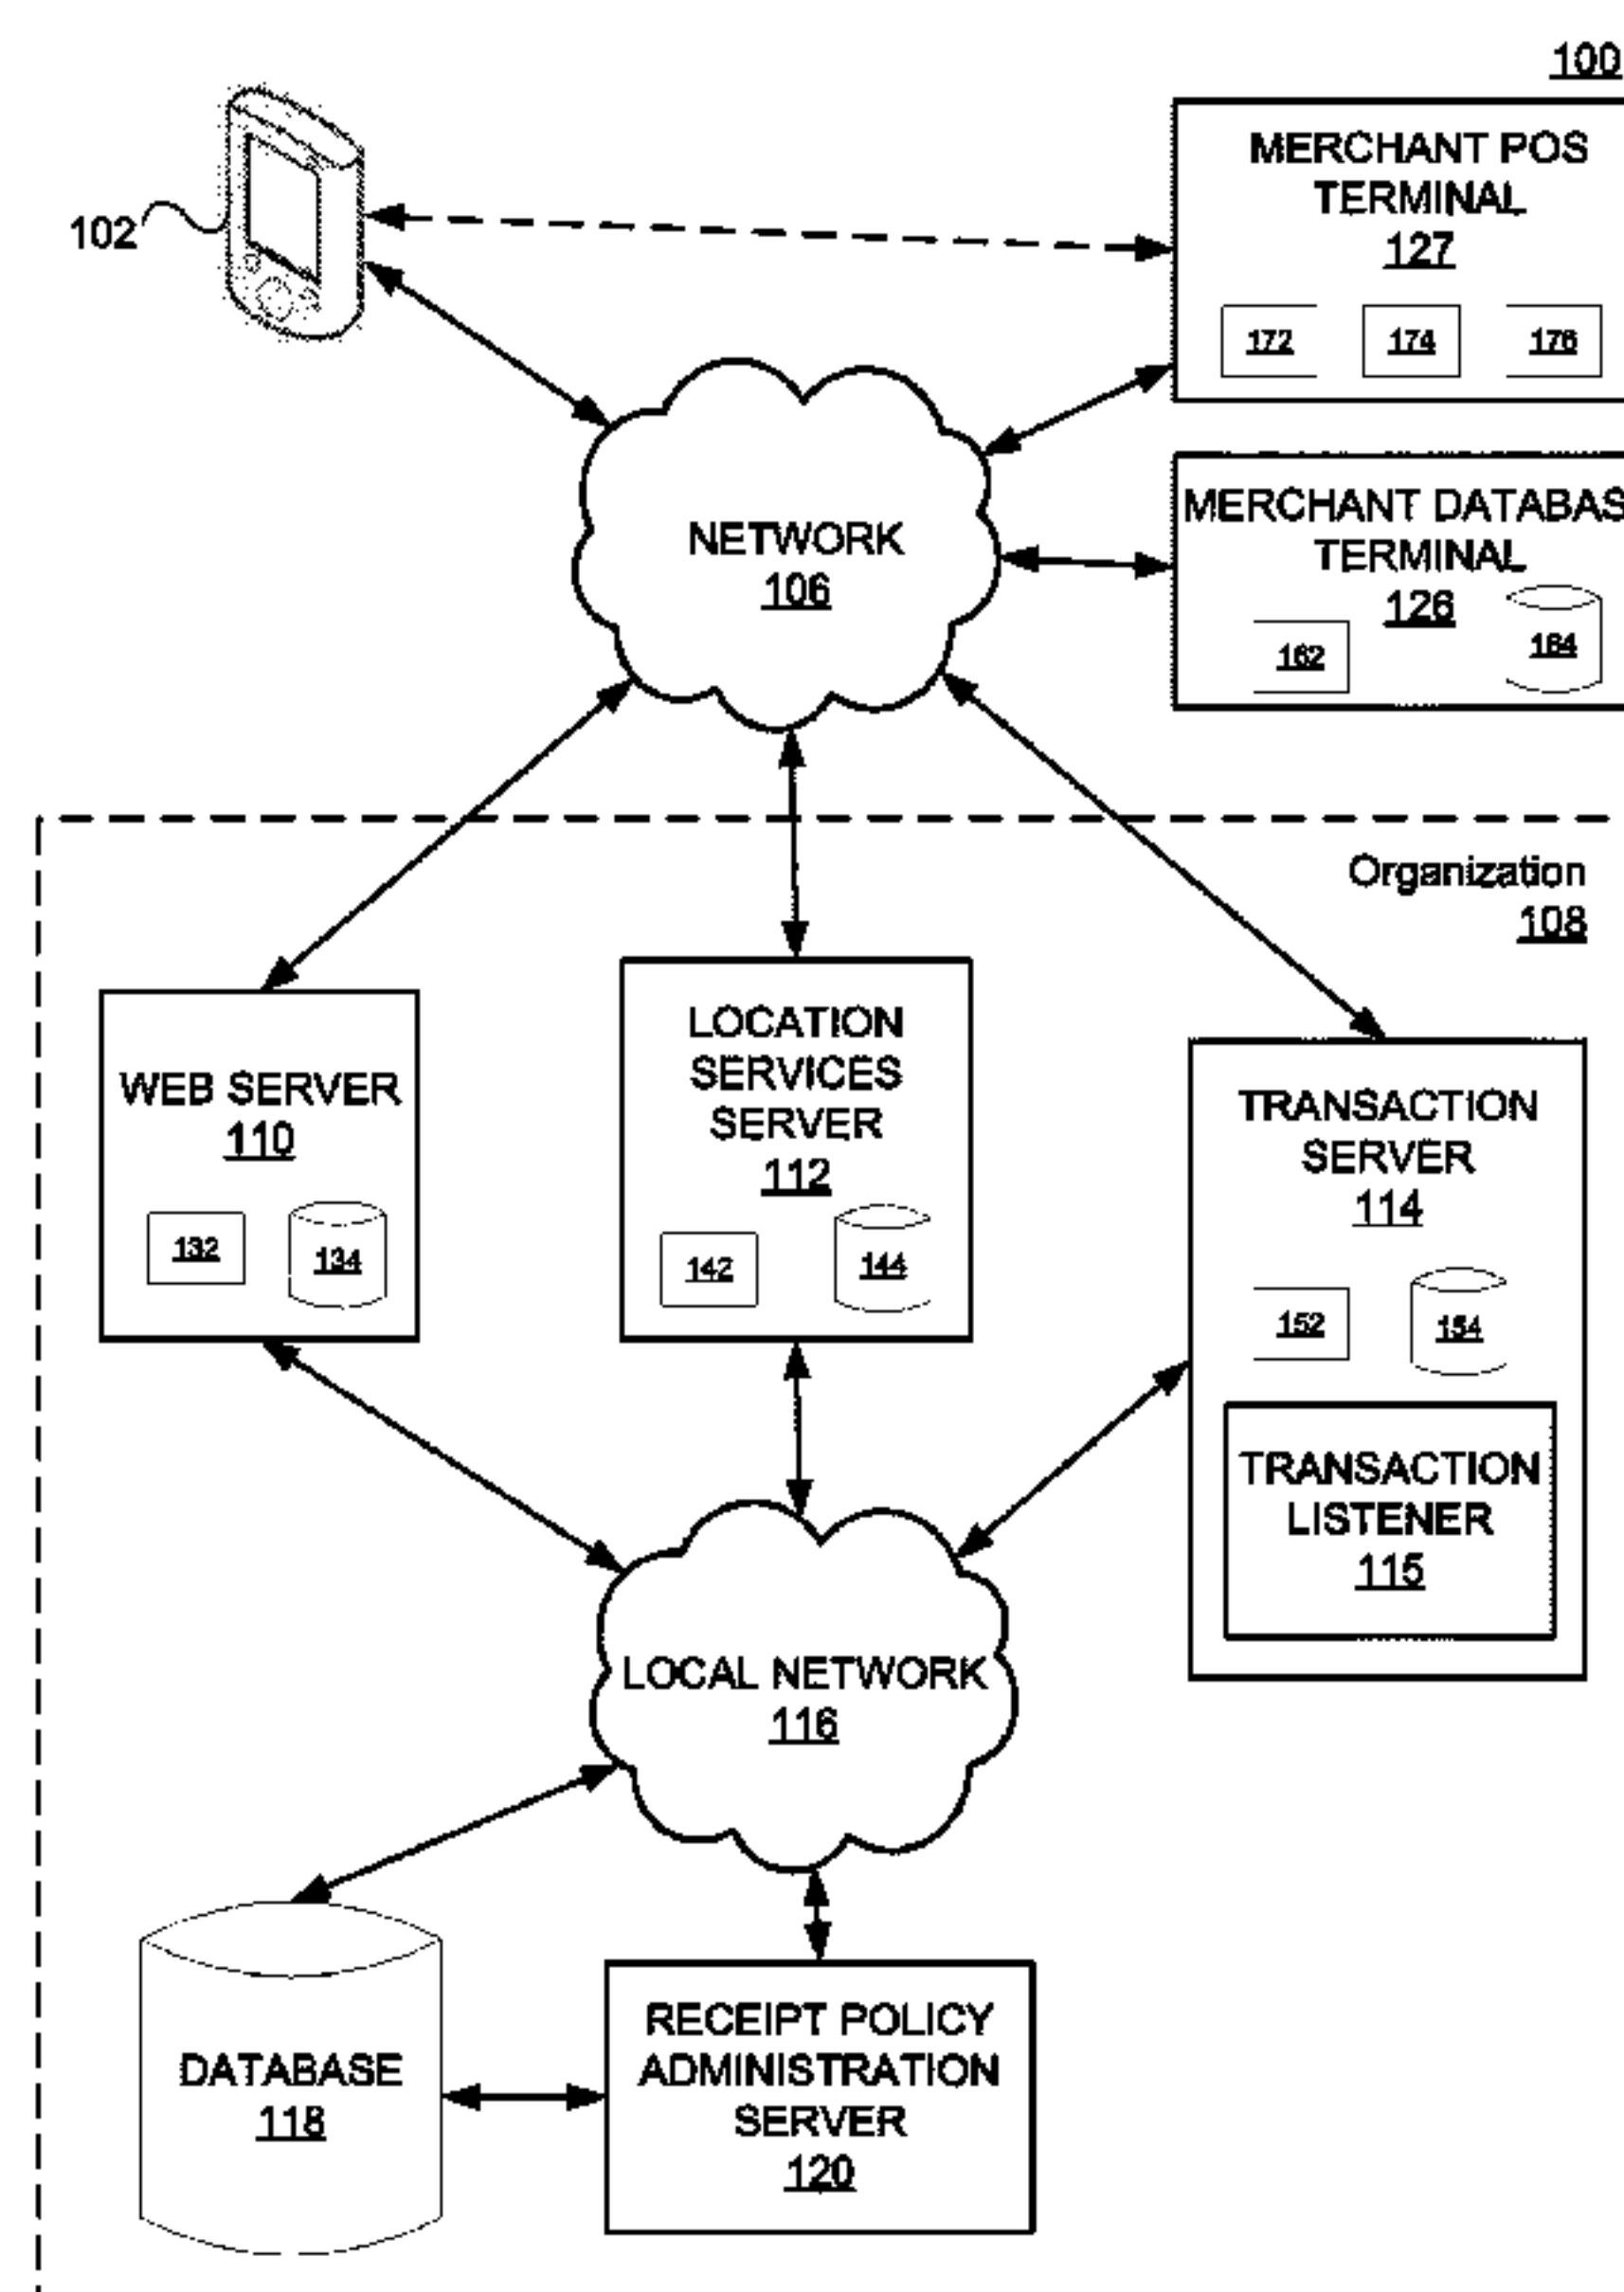 100
MERCHANT POS
TERMINAL
127
172 174 176
102
NETWORK
106
MERCHANT DATABAS
TERMINAL
126
162 164
Organization
108
WEB SERVER
110
132 134
LOCATION
SERVICES
SERVER
112
142 144
TRANSACTION
SERVER
114
152 154
TRANSACTION
LISTENER
115
LOCAL NETWORK
116
DATABASE
118
RECEIPT POLICY
ADMINISTRATION
SERVER
120